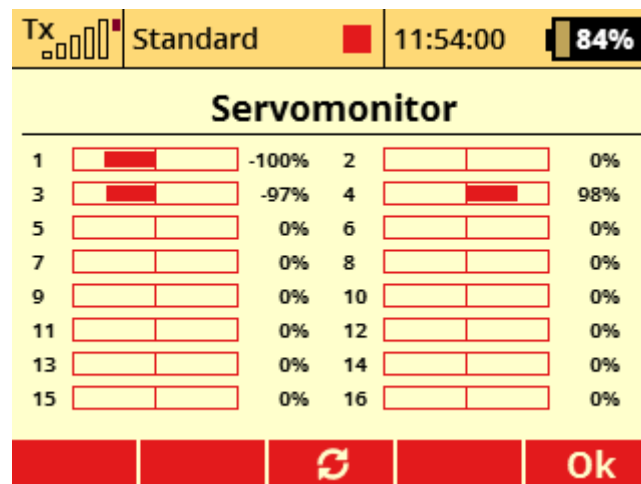 Tx Standard 11:54:00 84%
Servomonitor
1 -100% 2 0%
3 -97% 4 98%
5 0% 6 0%
7 0% 8 0%
9 0% 10 0%
11 0% 12 0%
13 0% 14 0%
15 0% 16 0%
Ok